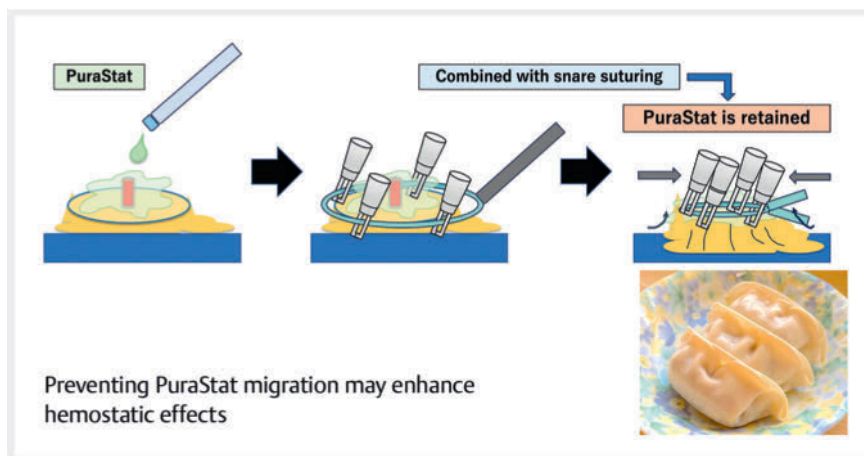 PuraStat
Combined with snare suturing
PuraStat is retained
Preventing PuraStat migration may enhance
hemostatic effects